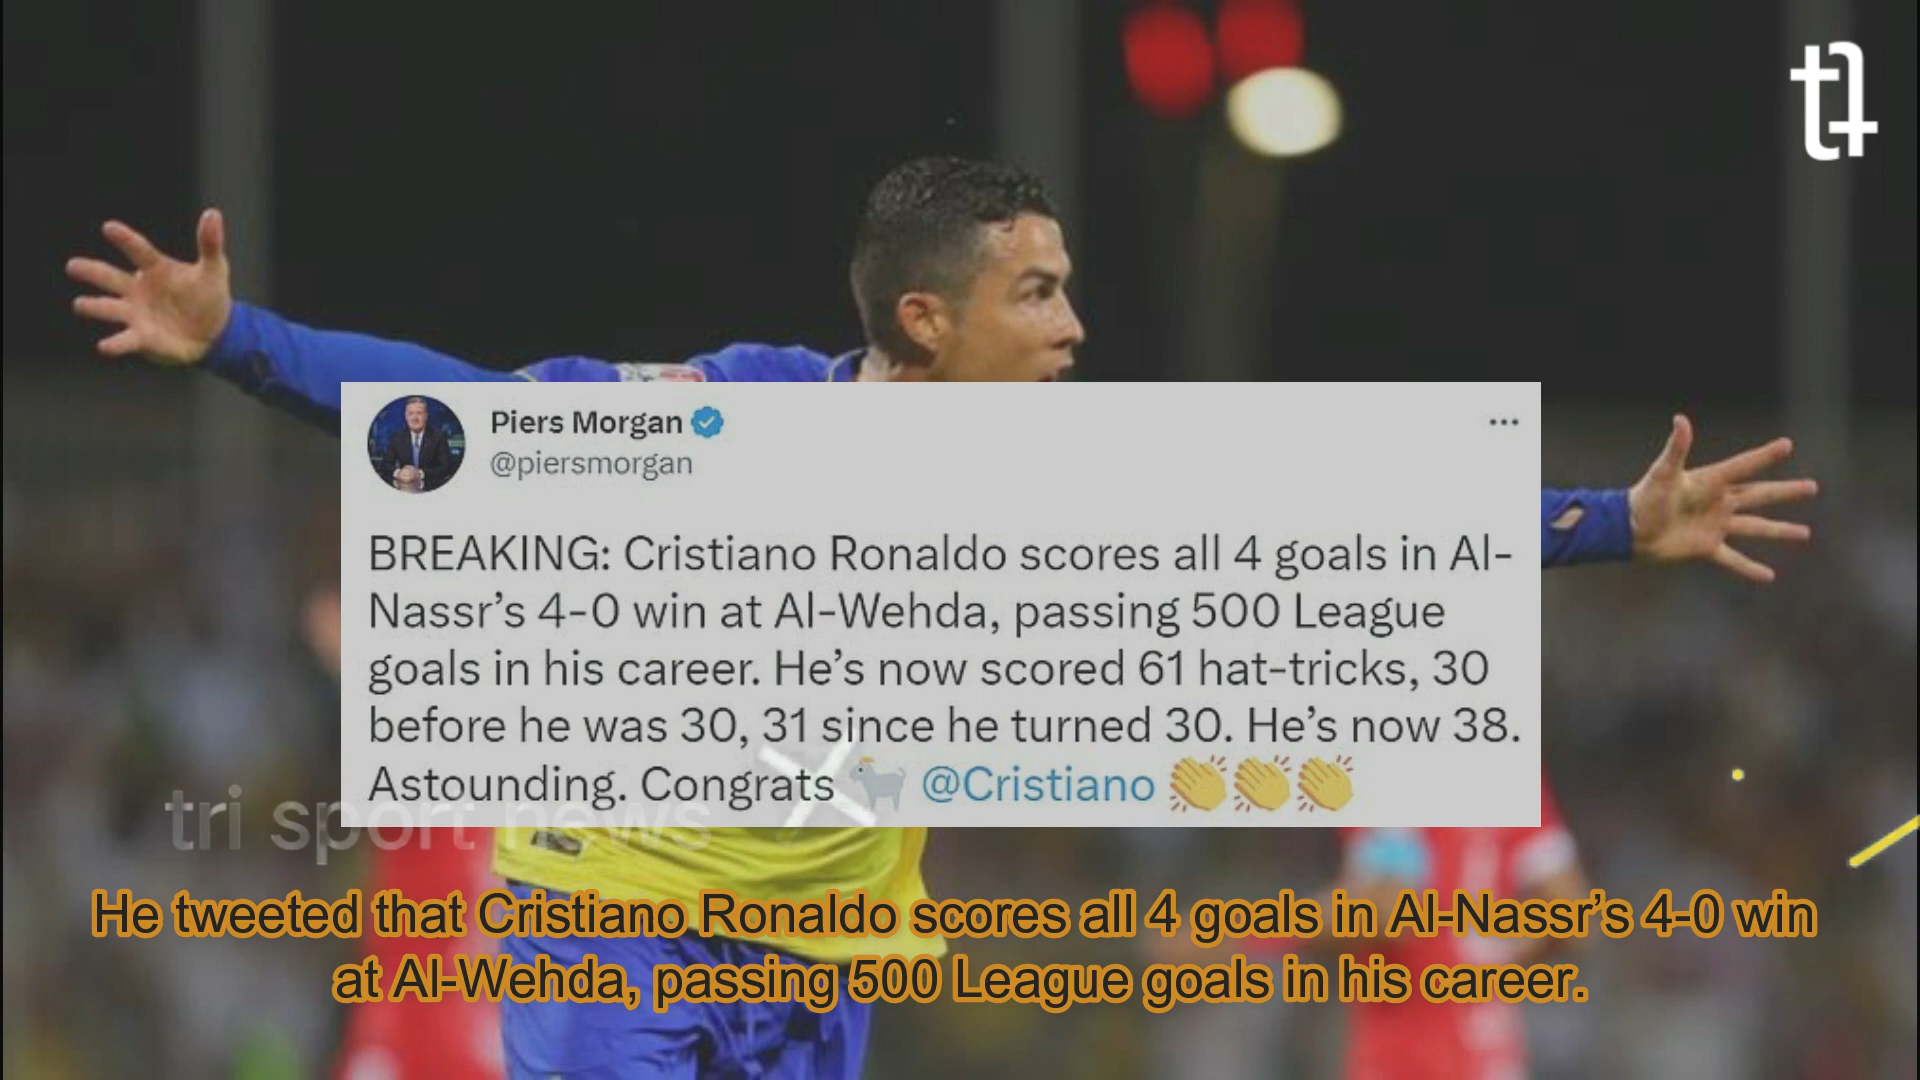 Piers Morgan
@piersmorgan
BREAKING: Cristiano Ronaldo scores all 4 goals in Al-
Nassr’s 4-0 win at Al-Wehda, passing 500 League
goals in his career. He’s now scored 61 hat-tricks, 30
before he was 30, 31 since he turned 30. He’s now 38.
Astounding. Congrats 🐐 @Cristiano 👏👏👏
tri sport news
He tweeted that Cristiano Ronaldo scores all 4 goals in Al-Nassr’s 4-0 win
at Al-Wehda, passing 500 League goals in his career.